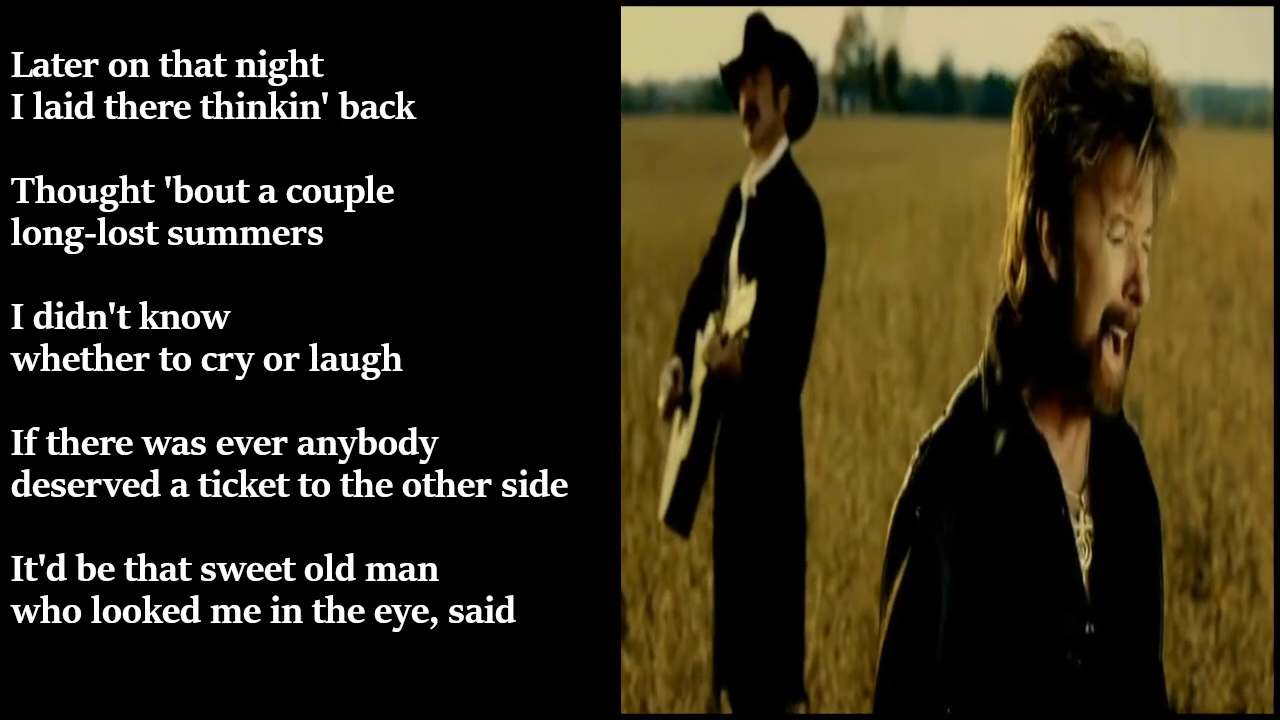 Later on that night
I laid there thinkin' back
Thought 'bout a couple
long-lost summers
I didn't know
whether to cry or laugh
If there was ever anybody
deserved a ticket to the other side
It'd be that sweet old man
who looked me in the eye, said